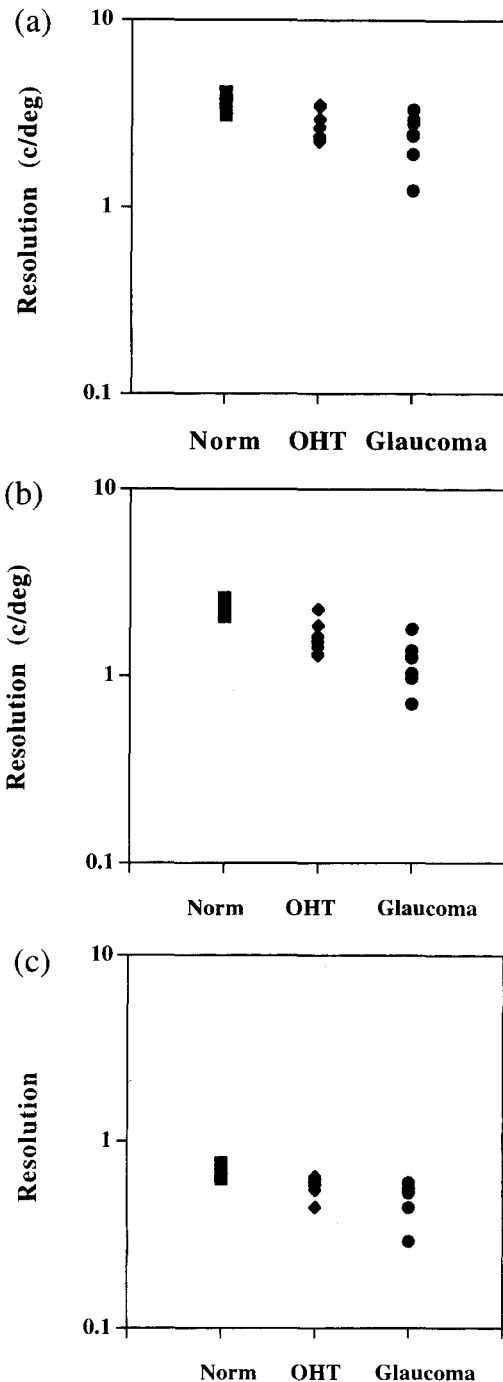 (a)
10
Resolution (c/deg)
1
0.1
Norm OHT Glaucoma
(b)
10
Resolution (c/deg)
1
0.1
Norm OHT Glaucoma
(c)
10
Resolution
1
0.1
Norm OHT Glaucoma